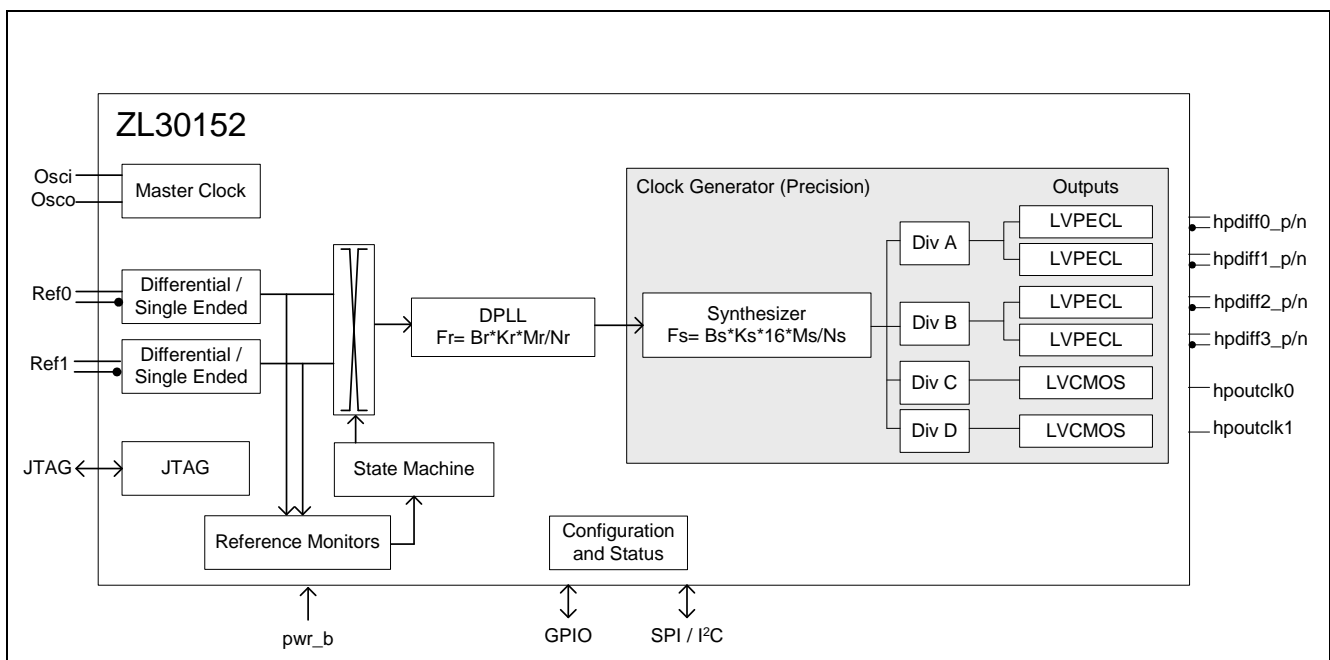 ZL30152
Osci
Osco
Master Clock
Ref0
Differential /
Single Ended
Ref1
Differential /
Single Ended
JTAG
JTAG
State Machine
Reference Monitors
pwr_b
DPLL
Fr= Br*Kr*Mr/Nr
Configuration
and Status
GPIO
SPI / I²C
Clock Generator (Precision)
Outputs
Synthesizer
Fs= Bs*Ks*16*Ms/Ns
Div A
Div B
Div C
Div D
LVPECL
LVPECL
LVPECL
LVPECL
LVCMOS
LVCMOS
hpdiff0_p/n
hpdiff1_p/n
hpdiff2_p/n
hpdiff3_p/n
hpoutclk0
hpoutclk1